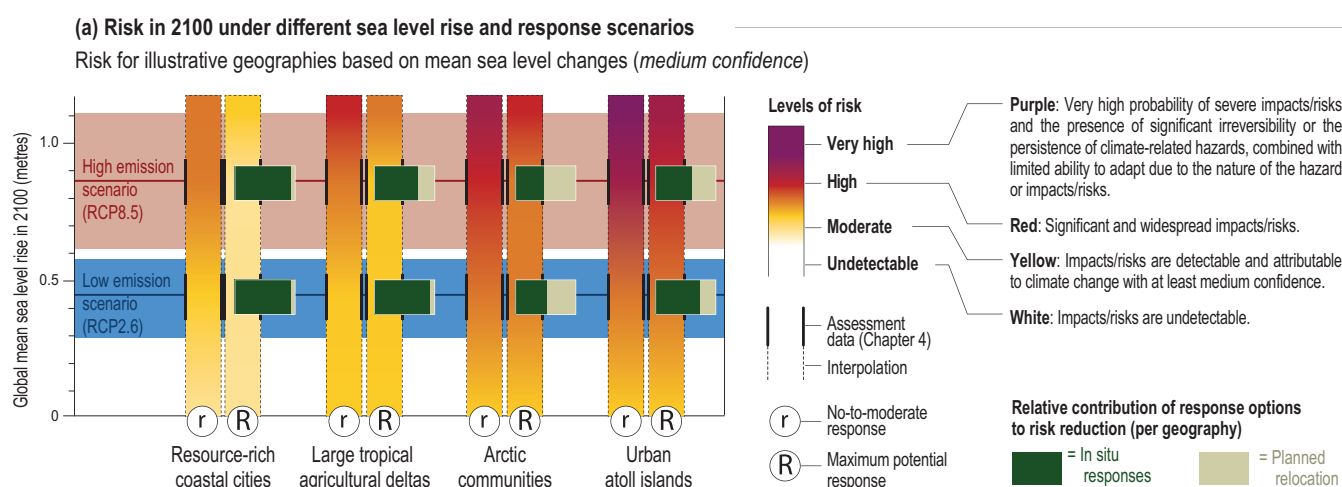 (a) Risk in 2100 under different sea level rise and response scenarios
Risk for illustrative geographies based on mean sea level changes (medium confidence)
Global mean sea level rise in 2100 (metres)
1.0
0.5
0
High emission
scenario
(RCP8.5)
Low emission
scenario
(RCP2.6)
r
R
r
R
r
R
r
R
Resource-rich
coastal cities
Large tropical
agricultural deltas
Arctic
communities
Urban
atoll islands
Levels of risk
Very high
High
Moderate
Undetectable
Assessment
data (Chapter 4)
Interpolation
r
No-to-moderate
response
R
Maximum potential
response
Purple: Very high probability of severe impacts/risks
and the presence of significant irreversibility or the
persistence of climate-related hazards, combined with
limited ability to adapt due to the nature of the hazard
or impacts/risks.
Red: Significant and widespread impacts/risks.
Yellow: Impacts/risks are detectable and attributable
to climate change with at least medium confidence.
White: Impacts/risks are undetectable.
Relative contribution of response options
to risk reduction (per geography)
= In situ
responses
= Planned
relocation